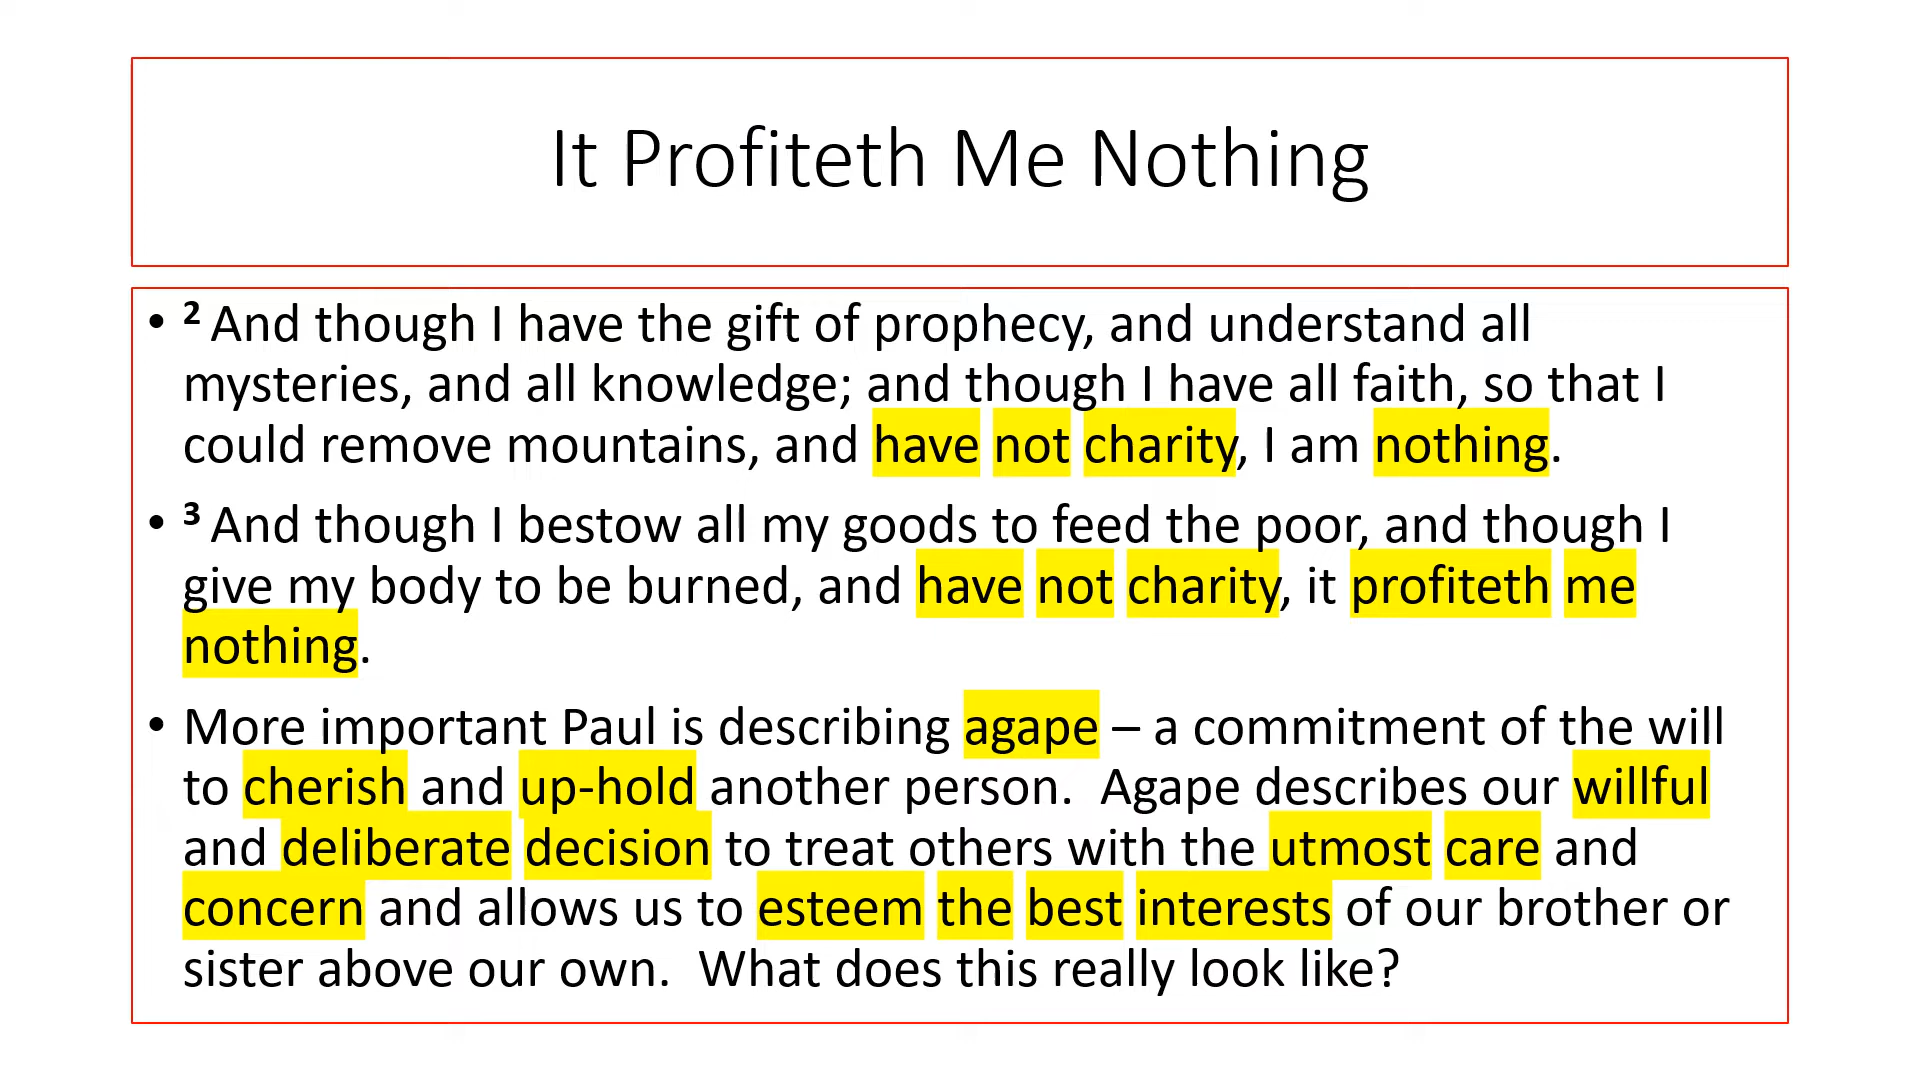 It Profiteth Me Nothing
• ² And though I have the gift of prophecy, and understand all
mysteries, and all knowledge; and though I have all faith, so that I
could remove mountains, and have not charity, I am nothing.
• ³ And though I bestow all my goods to feed the poor, and though I
give my body to be burned, and have not charity, it profiteth me
nothing.
• More important Paul is describing agape – a commitment of the will
to cherish and up-hold another person.  Agape describes our willful
and deliberate decision to treat others with the utmost care and
concern and allows us to esteem the best interests of our brother or
sister above our own.  What does this really look like?